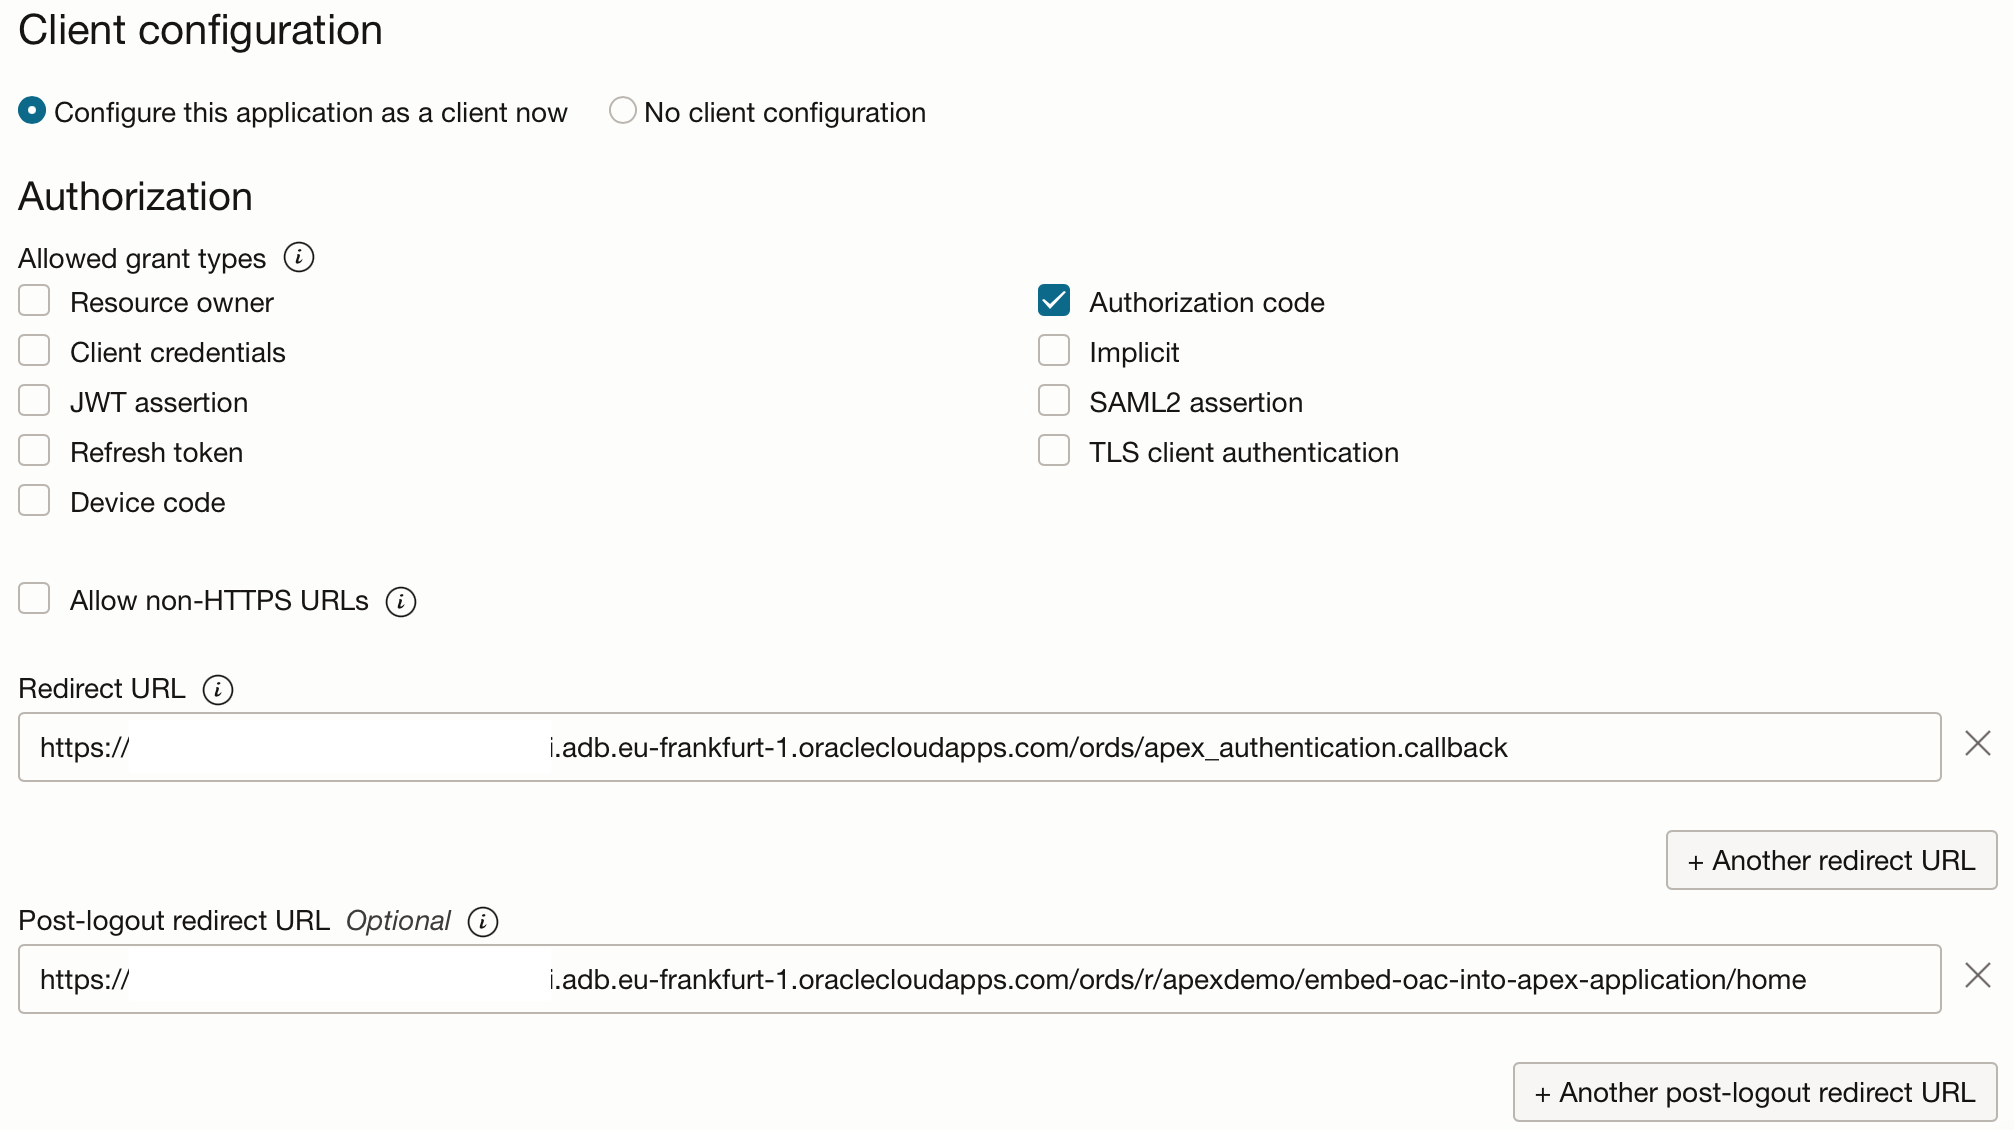 Client configuration
Configure this application as a client now No client configuration
Authorization
Allowed grant types
Resource owner
Authorization code
Client credentials
Implicit
JWT assertion
SAML2 assertion
Refresh token
TLS client authentication
Device code
Allow non-HTTPS URLs
Redirect URL
https:// i.adb.eu-frankfurt-1.oraclecloudapps.com/ords/apex_authentication.callback
+ Another redirect URL
Post-logout redirect URL Optional
https:// i.adb.eu-frankfurt-1.oraclecloudapps.com/ords/r/apexdemo/embed-oac-into-apex-application/home
+ Another post-logout redirect URL